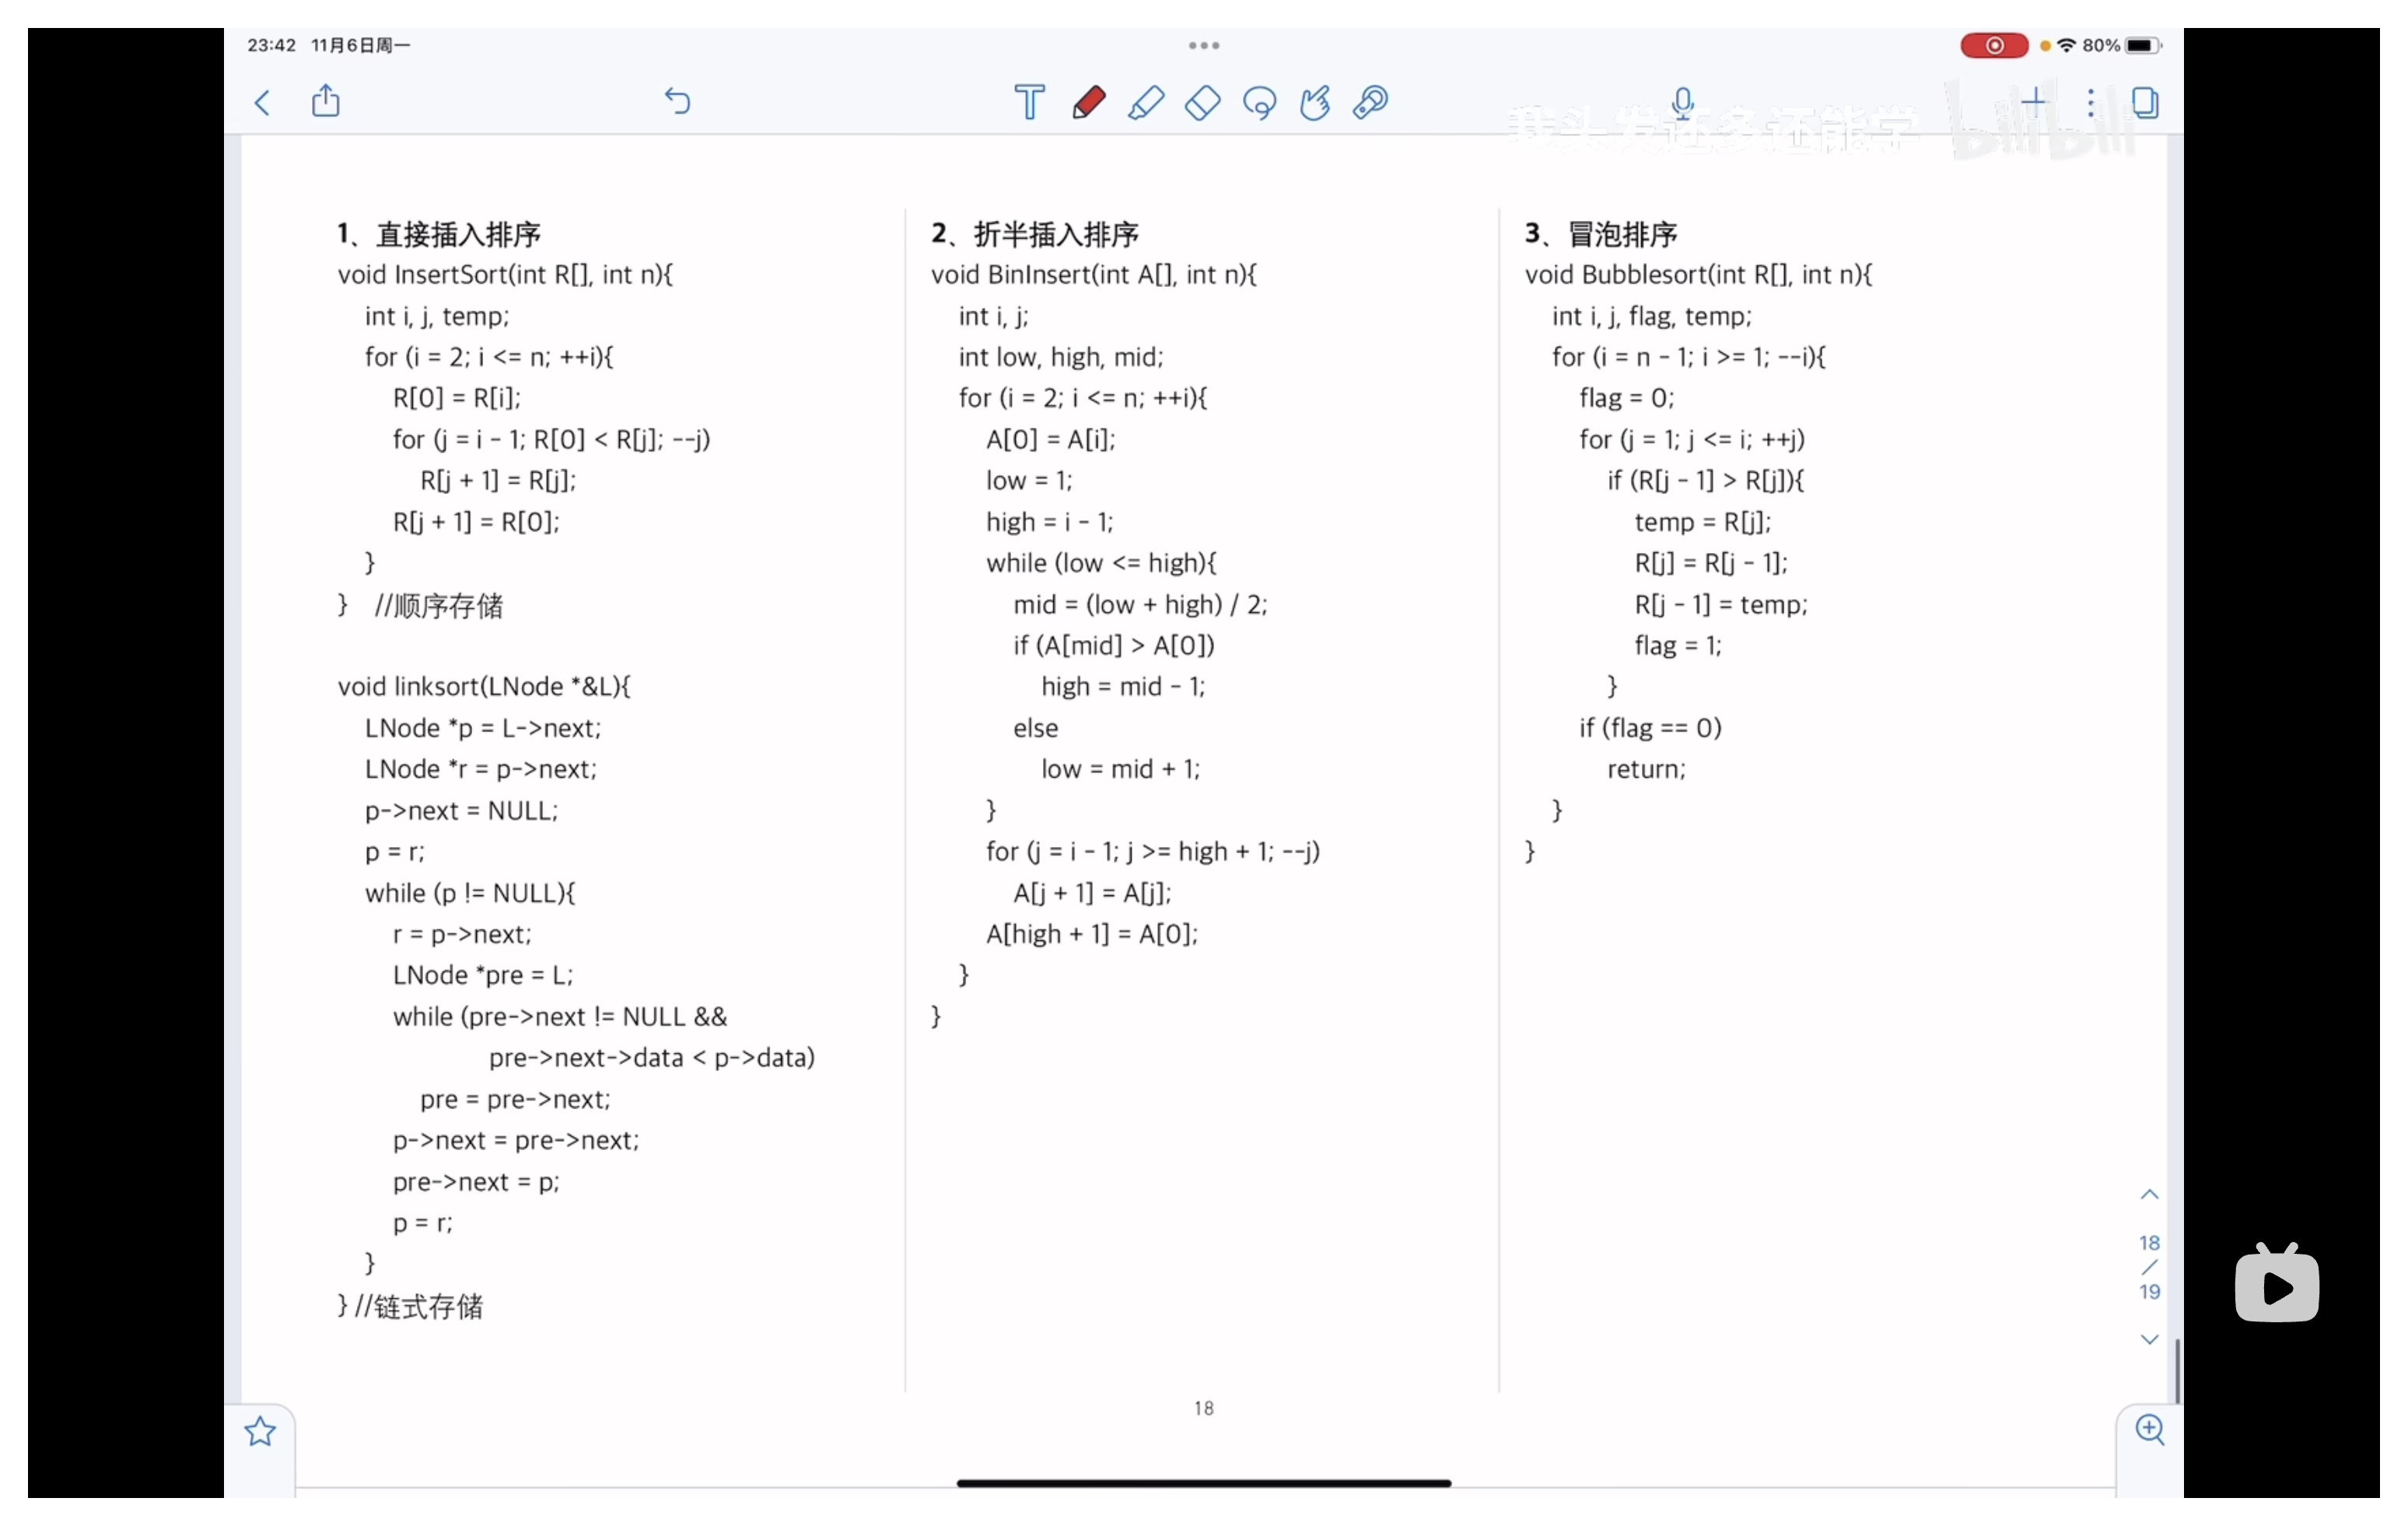 23:42 11月6日周一
80%
我头发还多还能学 bilibili
1、直接插入排序
void InsertSort(int R[], int n){
int i, j, temp;
for (i = 2; i <= n; ++i){
R[0] = R[i];
for (j = i - 1; R[0] < R[j]; --j)
R[j + 1] = R[j];
R[j + 1] = R[0];
}
} //顺序存储
void linksort(LNode *&L){
LNode *p = L->next;
LNode *r = p->next;
p->next = NULL;
p = r;
while (p != NULL){
r = p->next;
LNode *pre = L;
while (pre->next != NULL &&
pre->next->data < p->data)
pre = pre->next;
p->next = pre->next;
pre->next = p;
p = r;
}
} //链式存储
2、折半插入排序
void BinInsert(int A[], int n){
int i, j;
int low, high, mid;
for (i = 2; i <= n; ++i){
A[0] = A[i];
low = 1;
high = i - 1;
while (low <= high){
mid = (low + high) / 2;
if (A[mid] > A[0])
high = mid - 1;
else
low = mid + 1;
}
for (j = i - 1; j >= high + 1; --j)
A[j + 1] = A[j];
A[high + 1] = A[0];
}
}
3、冒泡排序
void Bubblesort(int R[], int n){
int i, j, flag, temp;
for (i = n - 1; i >= 1; --i){
flag = 0;
for (j = 1; j <= i; ++j)
if (R[j - 1] > R[j]){
temp = R[j];
R[j] = R[j - 1];
R[j - 1] = temp;
flag = 1;
}
if (flag == 0)
return;
}
}
18
/
19
18